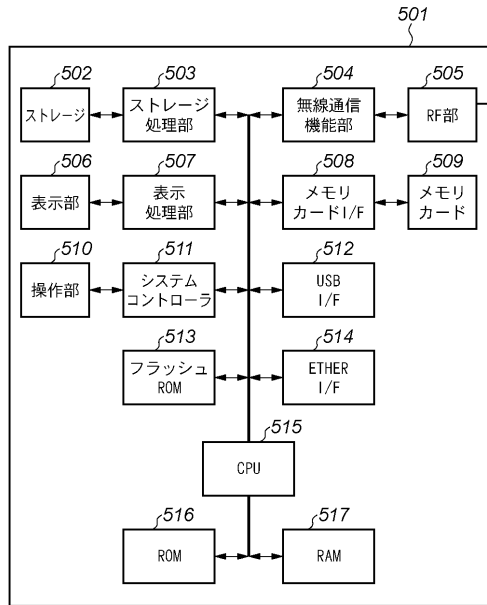 501
502
503
504
505
ストレージ
ストレージ
処理部
無線通信
機能部
RF部
506
507
508
509
表示部
表示
処理部
メモリ
カードI/F
メモリ
カード
510
511
512
操作部
システム
コントローラ
USB
I/F
513
514
フラッシュ
ROM
ETHER
I/F
515
CPU
516
517
ROM
RAM